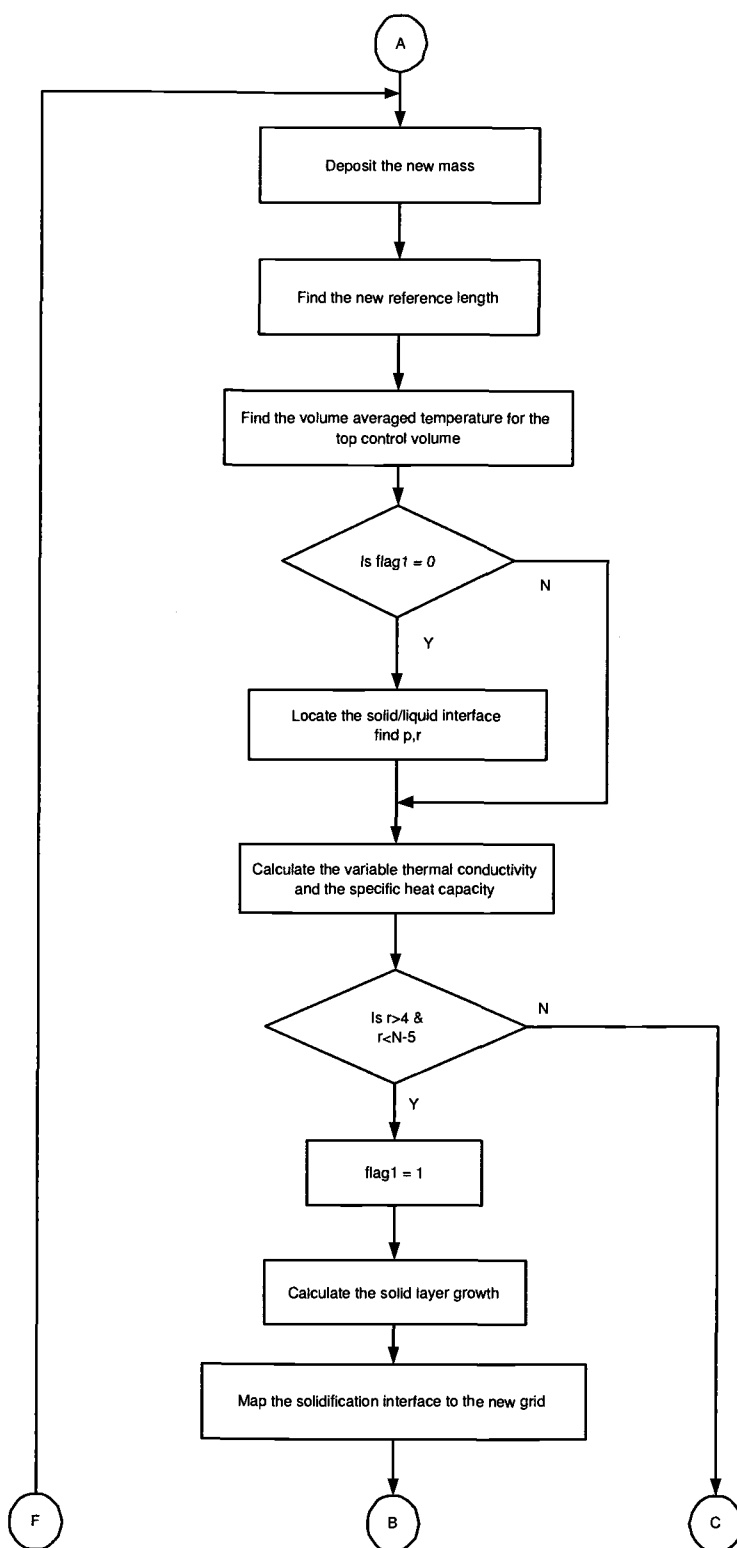 A
Deposit the new mass
Find the new reference length
Find the volume averaged temperature for the
top control volume
Is flag1 = 0
N
Y
Locate the solid/liquid interface
find p,r
Calculate the variable thermal conductivity
and the specific heat capacity
Is r>4 &
r<N-5
N
Y
flag1 = 1
Calculate the solid layer growth
Map the solidification interface to the new grid
F
B
C